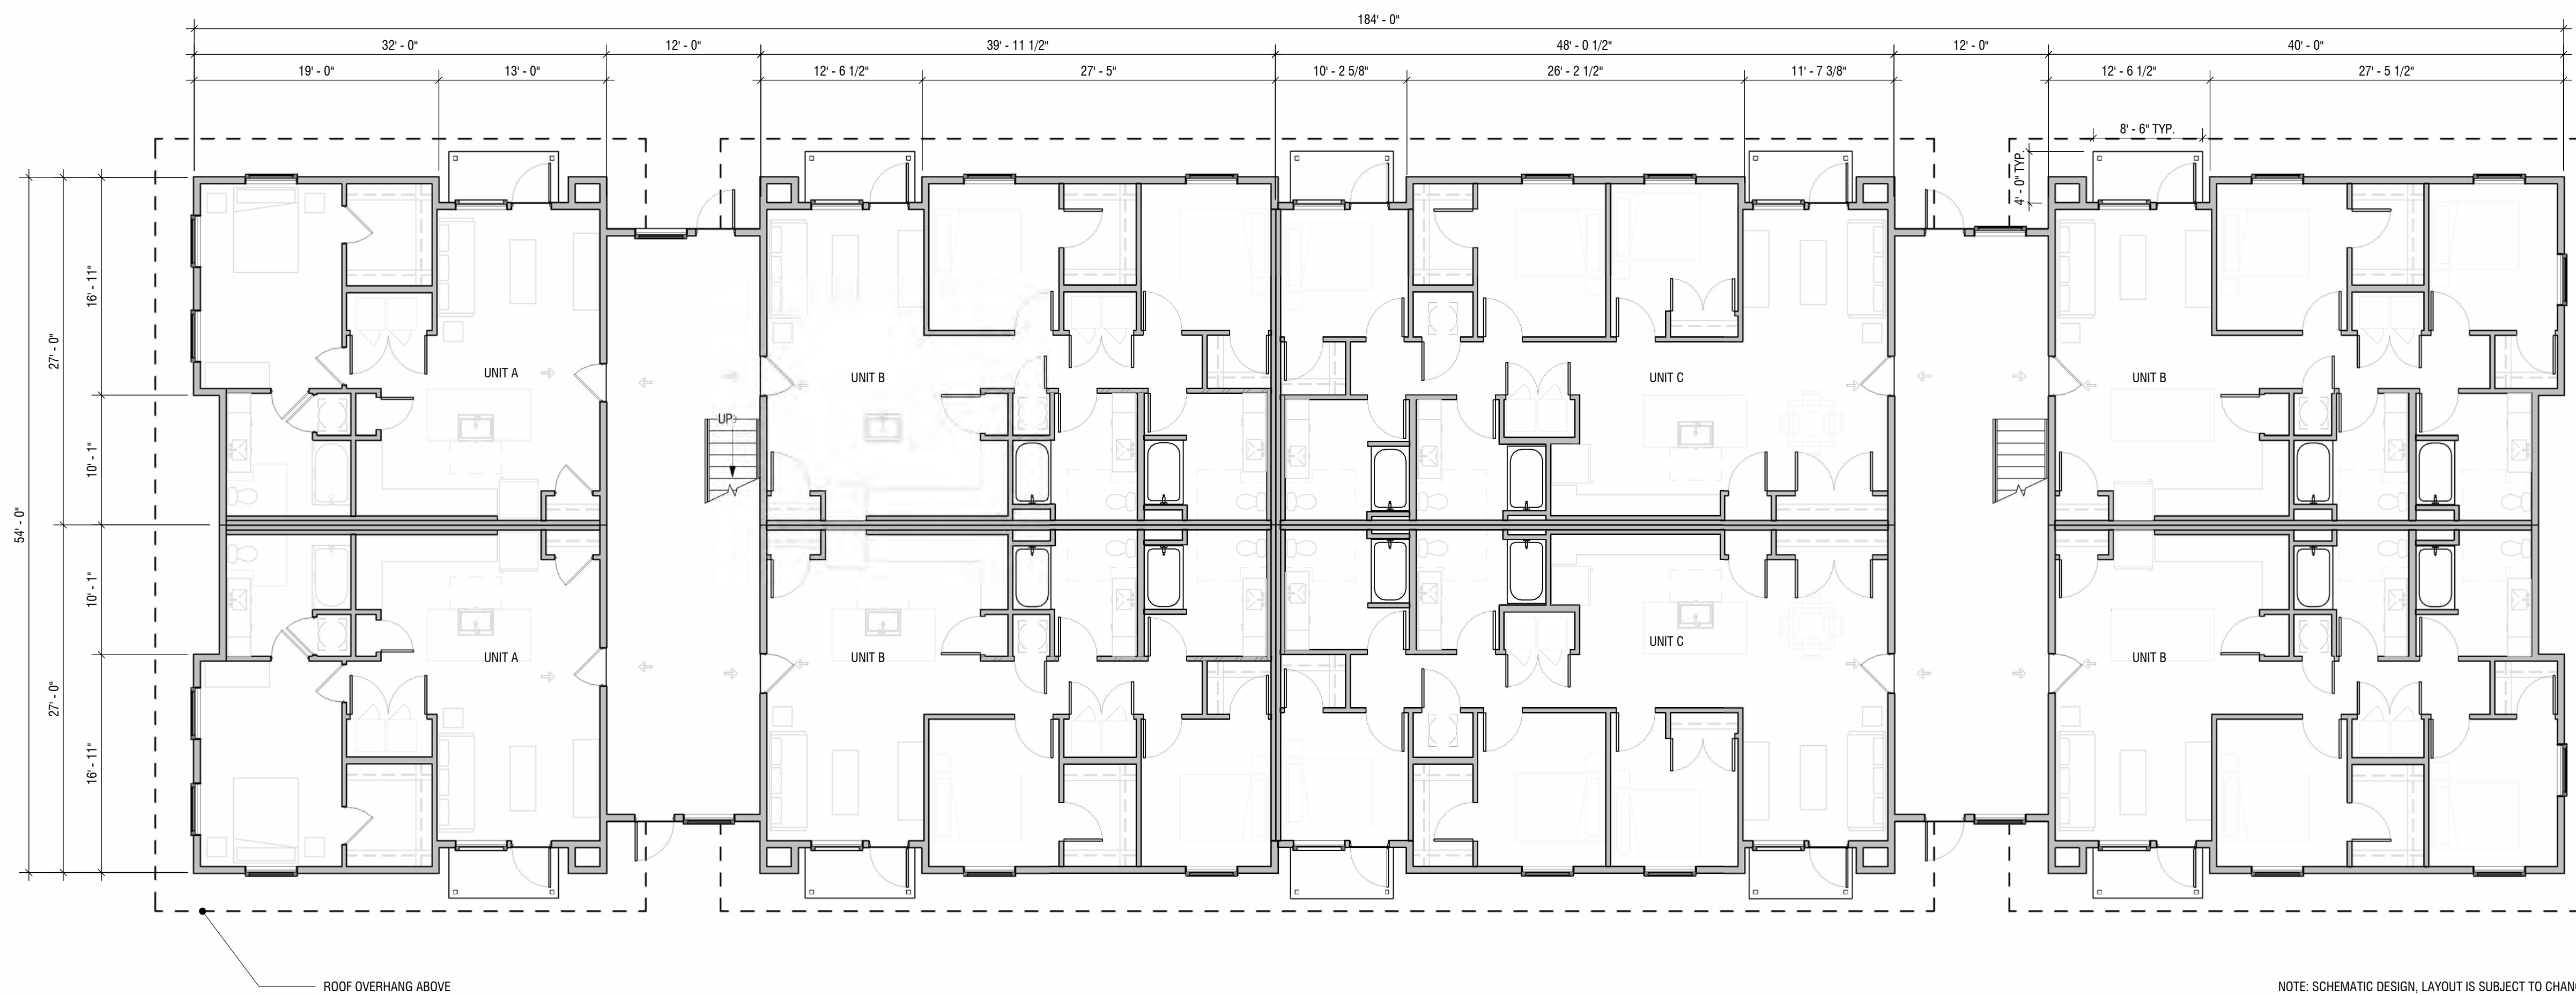 184' - 0"
32' - 0"
12' - 0"
39' - 11 1/2"
48' - 0 1/2"
12' - 0"
40' - 0"
19' - 0"
13' - 0"
12' - 6 1/2"
27' - 5"
10' - 2 5/8"
26' - 2 1/2"
11' - 7 3/8"
12' - 6 1/2"
27' - 5 1/2"
8' - 6" TYP.
4' - 0" TYP.
54' - 0"
27' - 0"
27' - 0"
16' - 11"
10' - 1"
10' - 1"
16' - 11"
UNIT A
UNIT B
UNIT C
UNIT B
UP
UNIT A
UNIT B
UNIT C
UNIT B
ROOF OVERHANG ABOVE
NOTE: SCHEMATIC DESIGN, LAYOUT IS SUBJECT TO